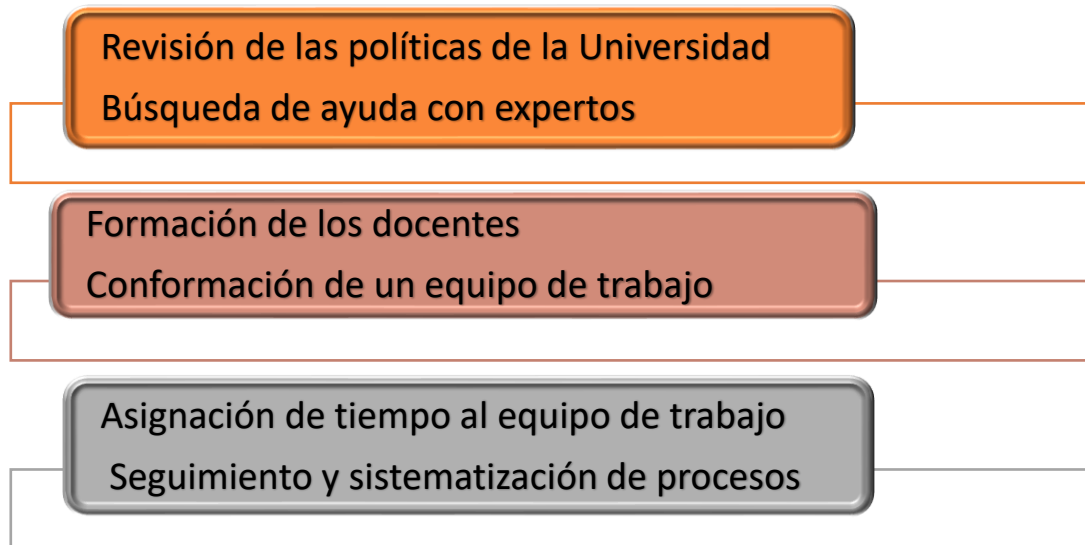 Revisión de las políticas de la Universidad
Búsqueda de ayuda con expertos
Formación de los docentes
Conformación de un equipo de trabajo
Asignación de tiempo al equipo de trabajo
Seguimiento y sistematización de procesos